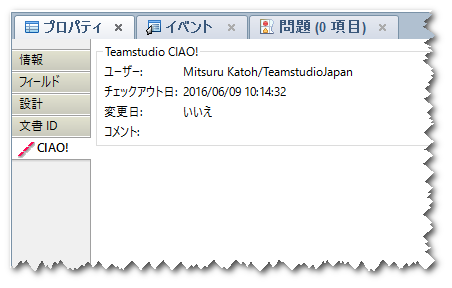 プロパティ イベント 問題 (0 項目)
情報
フィールド
設計
文書 ID
CIAO!
Teamstudio CIAO!
ユーザー: Mitsuru Katoh/TeamstudioJapan
チェックアウト日: 2016/06/09 10:14:32
変更日: いいえ
コメント: